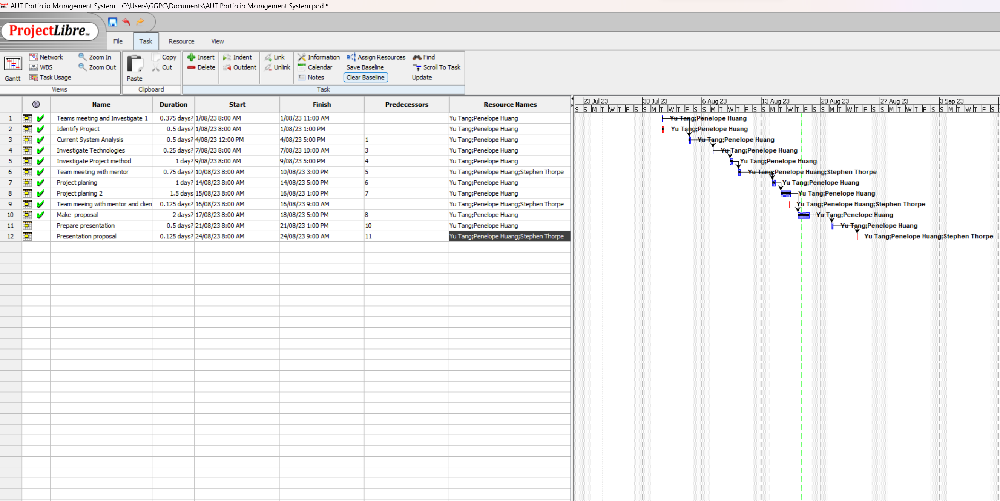 AUT Portfolio Management System - C:\Users\GGPC\Documents\AUT Portfolio Management System.pod *
ProjectLibre™
File Task Resource View
Network Zoom In Copy Insert Indent Link Information Assign Resources Find
WBS Zoom Out Cut Delete Outdent Unlink Calendar Save Baseline Scroll To Task
Gantt Task Usage Paste Notes Clear Baseline Update
Views Clipboard Task
Name Duration Start Finish Predecessors Resource Names 23 Jul 23 30 Jul 23 6 Aug 23 13 Aug 23 20 Aug 23 27 Aug 23 3 Sep 23
S S M T W T F S S M T W T F S S M T W T F S S M T W T F S S M T W T F S S M T W T F S S M T W T F S
1 Teams meeting and Investigate 1 0.375 days? 1/08/23 8:00 AM 1/08/23 11:00 AM Yu Tang;Penelope Huang Yu Tang;Penelope Huang
2 Identify Project 0.5 days? 1/08/23 8:00 AM 1/08/23 1:00 PM Yu Tang;Penelope Huang Yu Tang;Penelope Huang
3 Current System Analysis 0.5 days? 4/08/23 12:00 PM 4/08/23 5:00 PM 1 Yu Tang;Penelope Huang Yu Tang;Penelope Huang
4 Investigate Technologies 0.25 days? 7/08/23 8:00 AM 7/08/23 10:00 AM 3 Yu Tang;Penelope Huang Yu Tang;Penelope Huang
5 Investigate Project method 1 day? 9/08/23 8:00 AM 9/08/23 5:00 PM 4 Yu Tang;Penelope Huang Yu Tang;Penelope Huang
6 Team meeting with mentor 0.75 days? 10/08/23 8:00 AM 10/08/23 3:00 PM 5 Yu Tang;Penelope Huang;Stephen Thorpe Yu Tang;Penelope Huang;Stephen Thorpe
7 Project planing 1 day? 14/08/23 8:00 AM 14/08/23 5:00 PM 6 Yu Tang;Penelope Huang Yu Tang;Penelope Huang
8 Project planing 2 1.5 days 15/08/23 8:00 AM 16/08/23 1:00 PM 7 Yu Tang;Penelope Huang Yu Tang;Penelope Huang
9 Team meeing with mentor and clien 0.125 days? 16/08/23 8:00 AM 16/08/23 9:00 AM Yu Tang;Penelope Huang;Stephen Thorpe Yu Tang;Penelope Huang;Stephen Thorpe
10 Make proposal 2 days? 17/08/23 8:00 AM 18/08/23 5:00 PM 8 Yu Tang;Penelope Huang Yu Tang;Penelope Huang
11 Prepare presentation 0.5 days? 21/08/23 8:00 AM 21/08/23 1:00 PM 10 Yu Tang;Penelope Huang Yu Tang;Penelope Huang
12 Presentation proposal 0.125 days? 24/08/23 8:00 AM 24/08/23 9:00 AM 11 Yu Tang;Penelope Huang;Stephen Thorpe Yu Tang;Penelope Huang;Stephen Thorpe